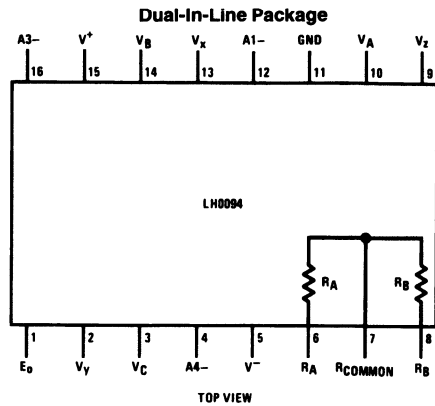 Dual-In-Line Package
A3– V+ VB Vx A1– GND VA Vz
16 15 14 13 12 11 10 9
LH0094
RA RB
1 2 3 4 5 6 7 8
Eo VY VC A4– V– RA RCOMMON RB
TOP VIEW